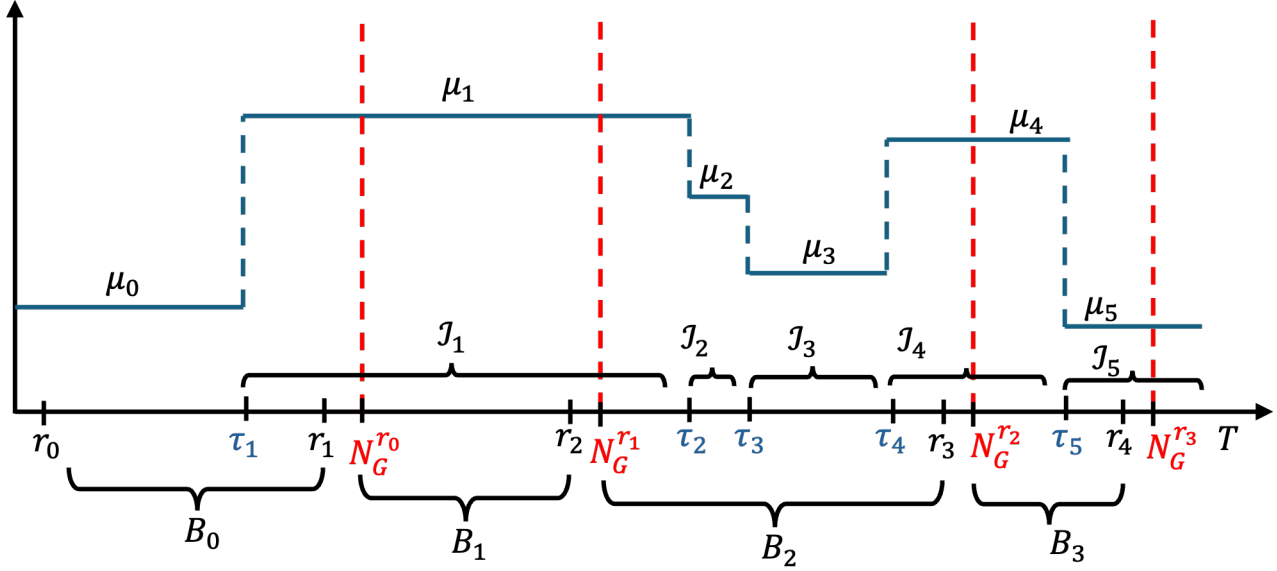 μ₁
μ₄
μ₂
μ₃
μ₀
μ₅
𝒥₁ 𝒥₂ 𝒥₃ 𝒥₄ 𝒥₅
r₀ τ₁ r₁ N_G^{r₀} r₂ N_G^{r₁} τ₂ τ₃ τ₄ r₃ N_G^{r₂} τ₅ r₄ N_G^{r₃} T
B₀ B₁ B₂ B₃